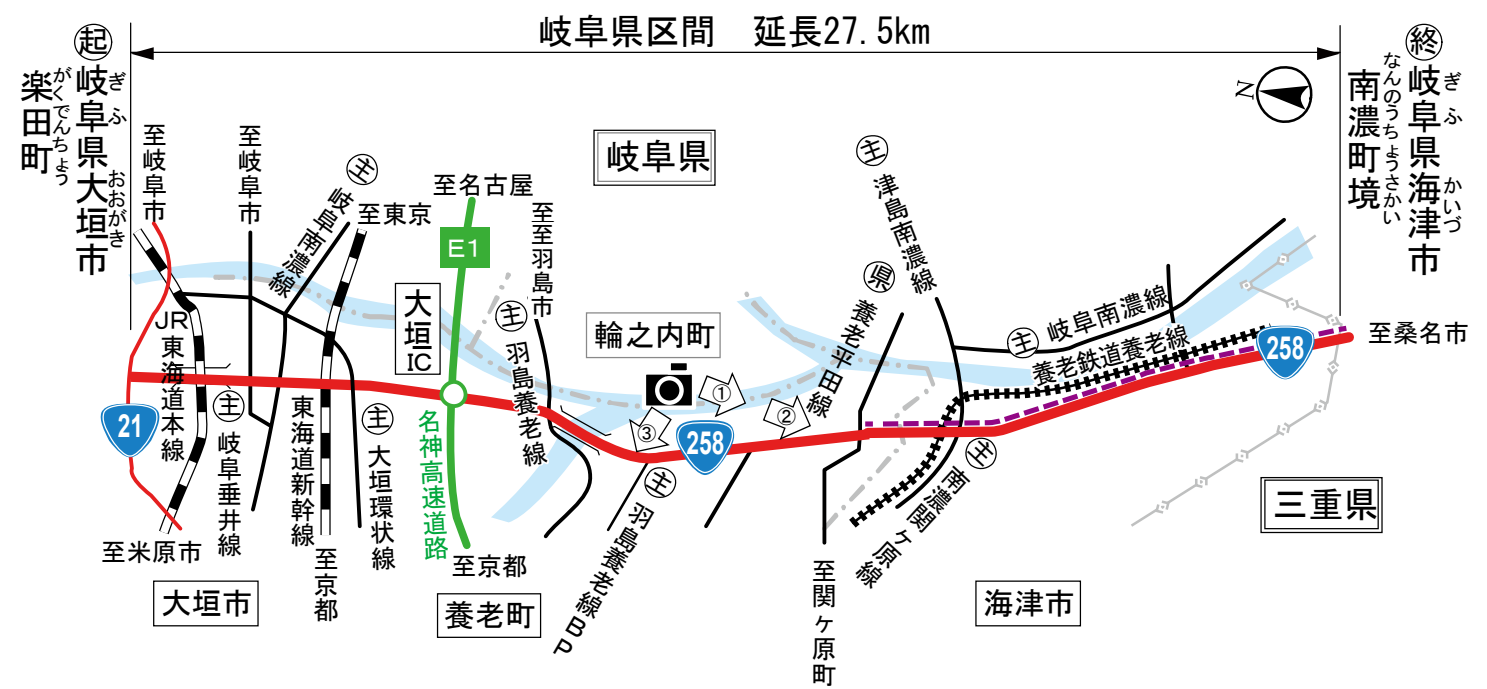 岐阜県区間 延長27.5km
起
岐阜県大垣市
ぎふ おおがき
楽田町
がくでんちょう
終
岐阜県海津市
ぎふ かいづ
南濃町境
なんのうちょうさかい
N
岐阜県
至岐阜市
至岐阜市
主
岐阜南濃線
至東京
至名古屋
E1
大垣IC
至至羽島市
主
羽島養老線
輪之内町
①
②
③
主
津島南濃線
県
養老平田線
主
岐阜南濃線
養老鉄道養老線
258
至桑名市
21
JR東海道本線
主
岐阜垂井線
東海道新幹線
主
大垣環状線
名神高速道路
258
主
羽島養老線BP
主
南濃関ヶ原線
至米原市
至京都
至京都
至関ヶ原町
大垣市
養老町
海津市
三重県